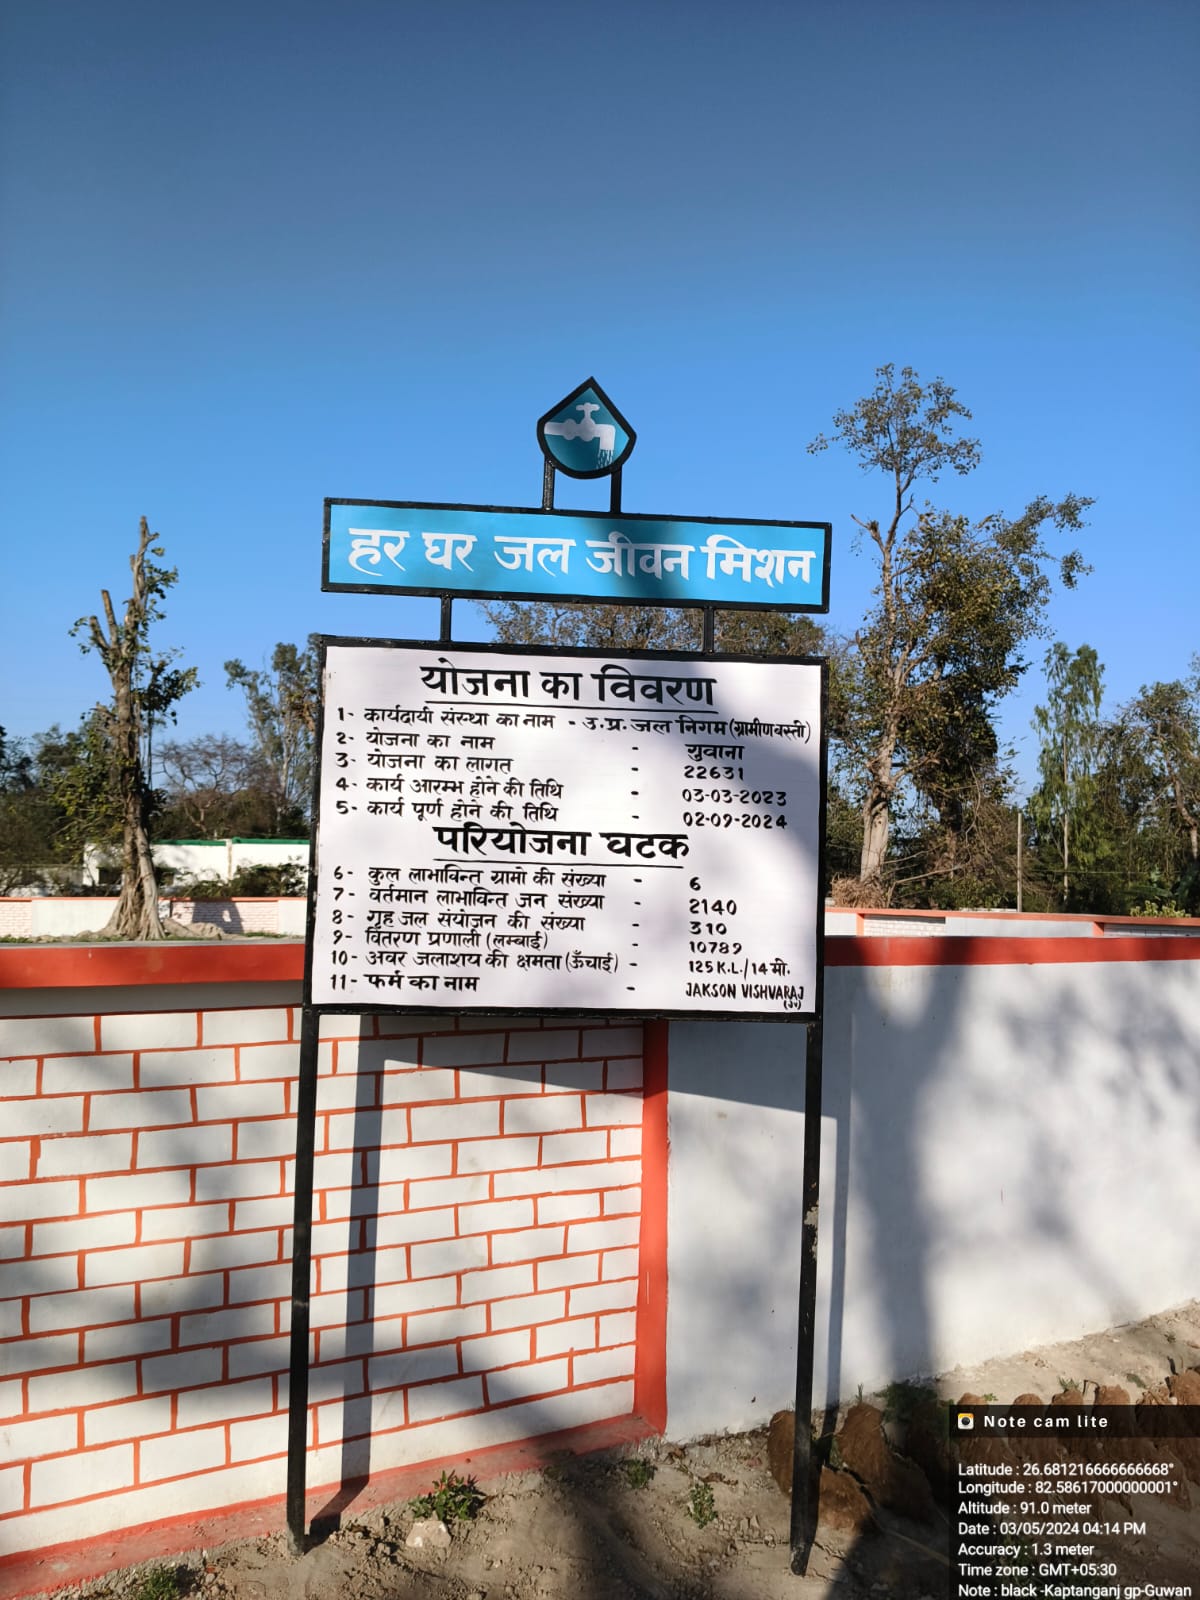 हर घर जल जीवन मिशन
योजना का विवरण
1- कार्यदायी संस्था का नाम - उ.प्र. जल निगम (ग्रामीण बस्ती)
2- योजना का नाम - गुवाना
3- योजना का लागत - 22631
4- कार्य आरम्भ होने की तिथि - 03-03-2023
5- कार्य पूर्ण होने की तिथि - 02-09-2024
परियोजना घटक
6- कुल लाभाविन्त ग्रामो की संख्या - 6
7- वर्तमान लाभाविन्त जन संख्या - 2140
8- गृह जल संयोजन की संख्या - 310
9- वितरण प्रणाली (लम्बाई) - 10789
10- अवर जलाशय की क्षमता (ऊँचाई) - 125 K.L./14 मी.
11- फर्म का नाम - JAKSON VISHVARAJ
(JV)
Note cam lite
Latitude : 26.681216666666668°
Longitude : 82.58617000000001°
Altitude : 91.0 meter
Date : 03/05/2024 04:14 PM
Accuracy : 1.3 meter
Time zone : GMT+05:30
Note : black -Kaptanganj gp-Guwan